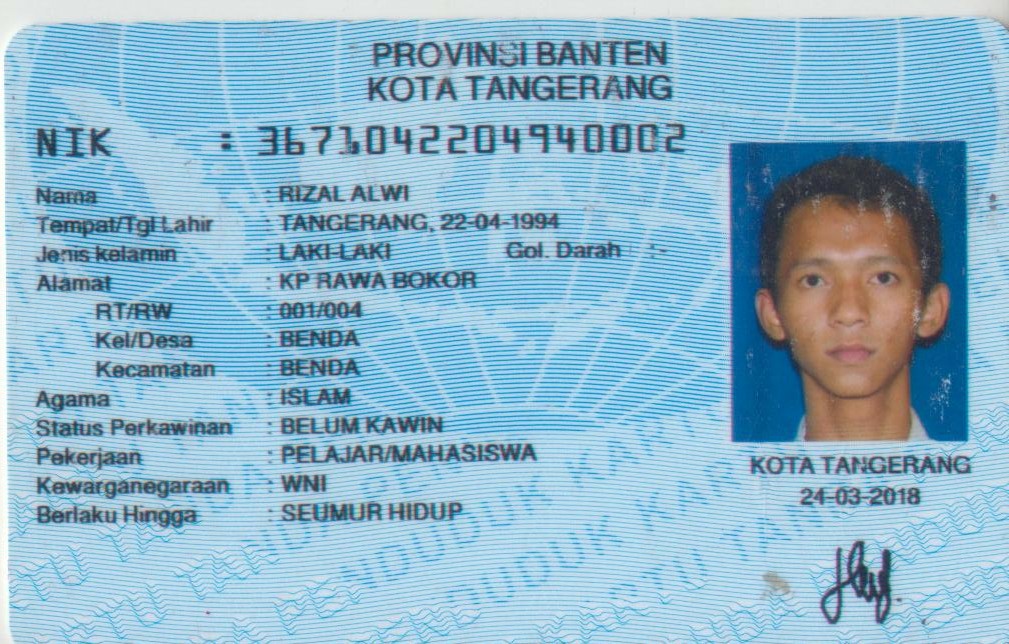 PROVINSI BANTEN
KOTA TANGERANG
NIK : 3671042204940002
Nama : RIZAL ALWI
Tempat/Tgl Lahir : TANGERANG, 22-04-1994
Jenis kelamin : LAKI-LAKI Gol. Darah :-
Alamat : KP RAWA BOKOR
RT/RW : 001/004
Kel/Desa : BENDA
Kecamatan : BENDA
Agama : ISLAM
Status Perkawinan : BELUM KAWIN
Pekerjaan : PELAJAR/MAHASISWA
Kewarganegaraan : WNI
Berlaku Hingga : SEUMUR HIDUP
KOTA TANGERANG
24-03-2018